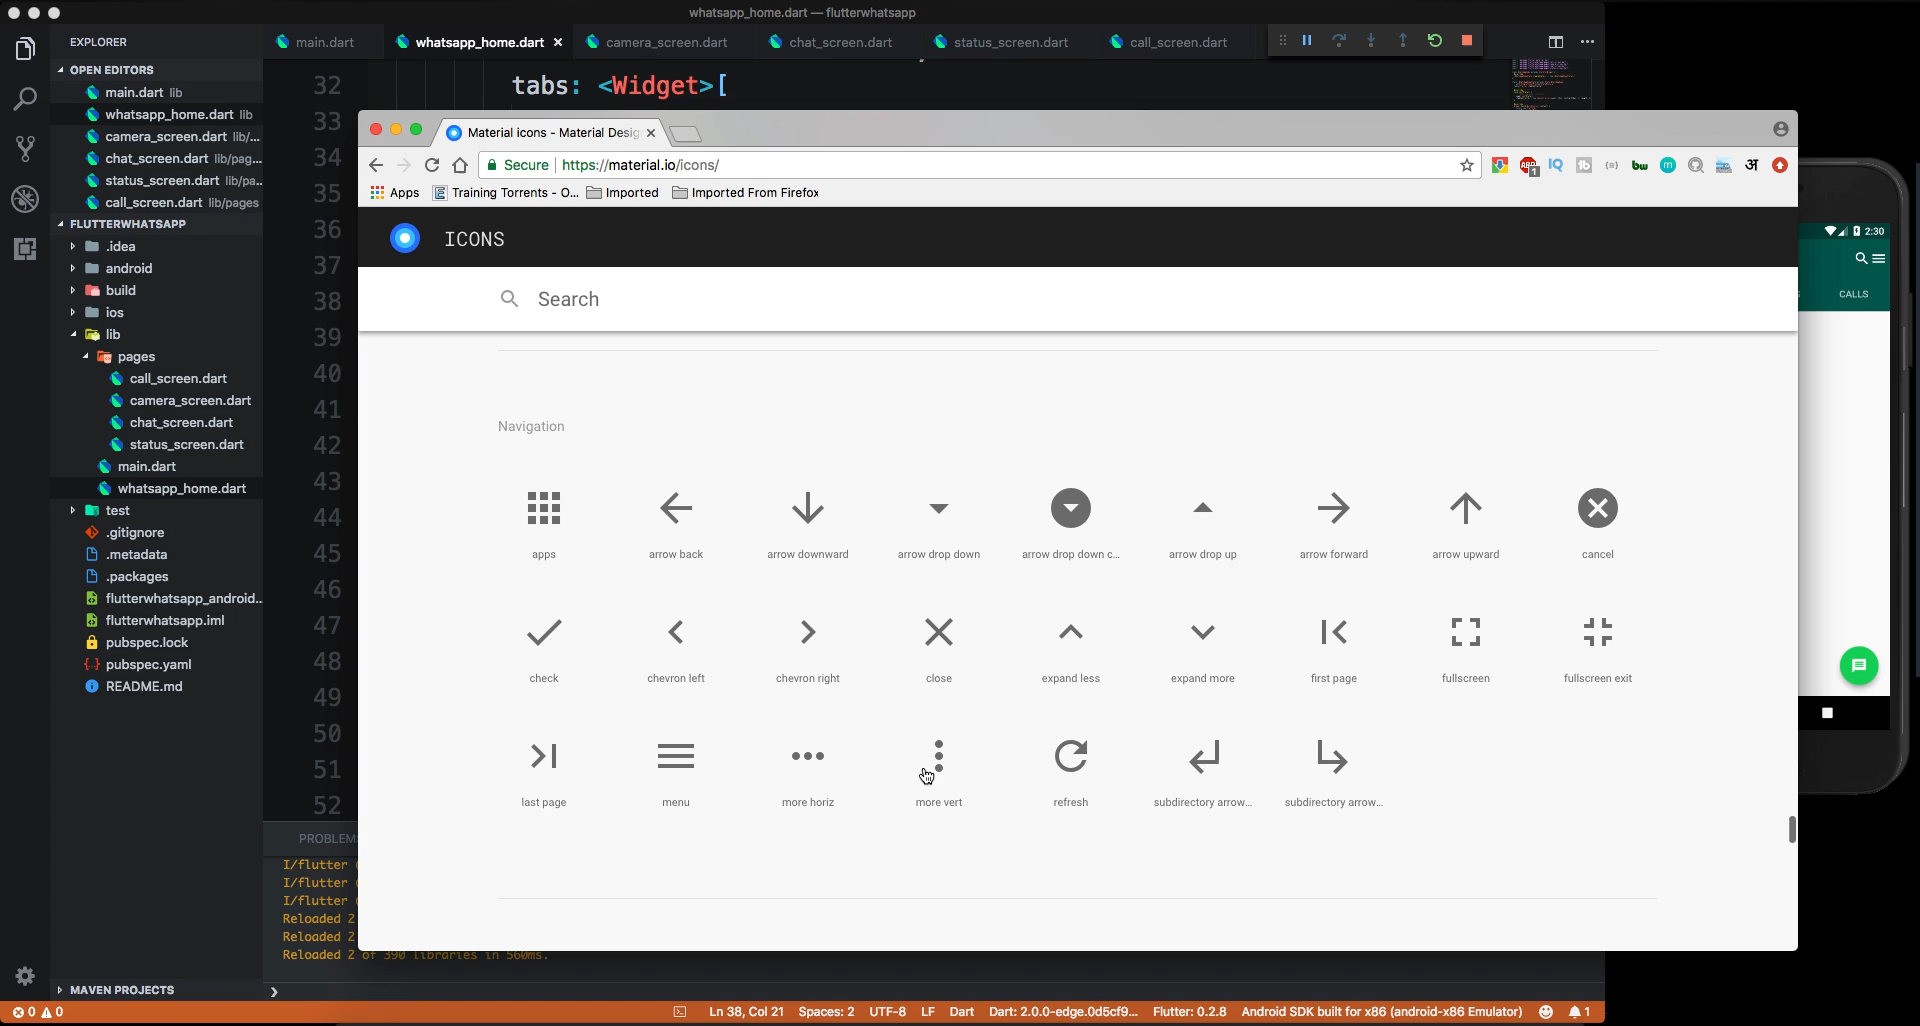 whatsapp_home.dart — flutterwhatsapp
EXPLORER
main.dart
whatsapp_home.dart
camera_screen.dart
chat_screen.dart
status_screen.dart
call_screen.dart
OPEN EDITORS
main.dart lib
whatsapp_home.dart lib
camera_screen.dart lib/...
chat_screen.dart lib/pag...
status_screen.dart lib/pa...
call_screen.dart lib/pages
FLUTTERWHATSAPP
.idea
android
build
ios
lib
pages
call_screen.dart
camera_screen.dart
chat_screen.dart
status_screen.dart
main.dart
whatsapp_home.dart
test
.gitignore
.metadata
.packages
flutterwhatsapp_android...
flutterwhatsapp.iml
pubspec.lock
pubspec.yaml
README.md
MAVEN PROJECTS
32 tabs: <Widget>[
33
34
35
36
37
38
39
40
41
42
43
44
45
46
47
48
49
50
51
52
Material icons - Material Desig
Secure https://material.io/icons/
Apps Training Torrents - O... Imported Imported From Firefox
ICONS
Search
Navigation
apps arrow back arrow downward arrow drop down arrow drop down c... arrow drop up arrow forward arrow upward cancel
check chevron left chevron right close expand less expand more first page fullscreen fullscreen exit
last page menu more horiz more vert refresh subdirectory arrow... subdirectory arrow...
2:30
CALLS
PROBLEM
I/flutter
I/flutter
I/flutter
Reloaded 2
Reloaded 2
Reloaded 2 of 390 libraries in 560ms.
0 0
Ln 38, Col 21 Spaces: 2 UTF-8 LF Dart Dart: 2.0.0-edge.0d5cf9... Flutter: 0.2.8 Android SDK built for x86 (android-x86 Emulator) 1